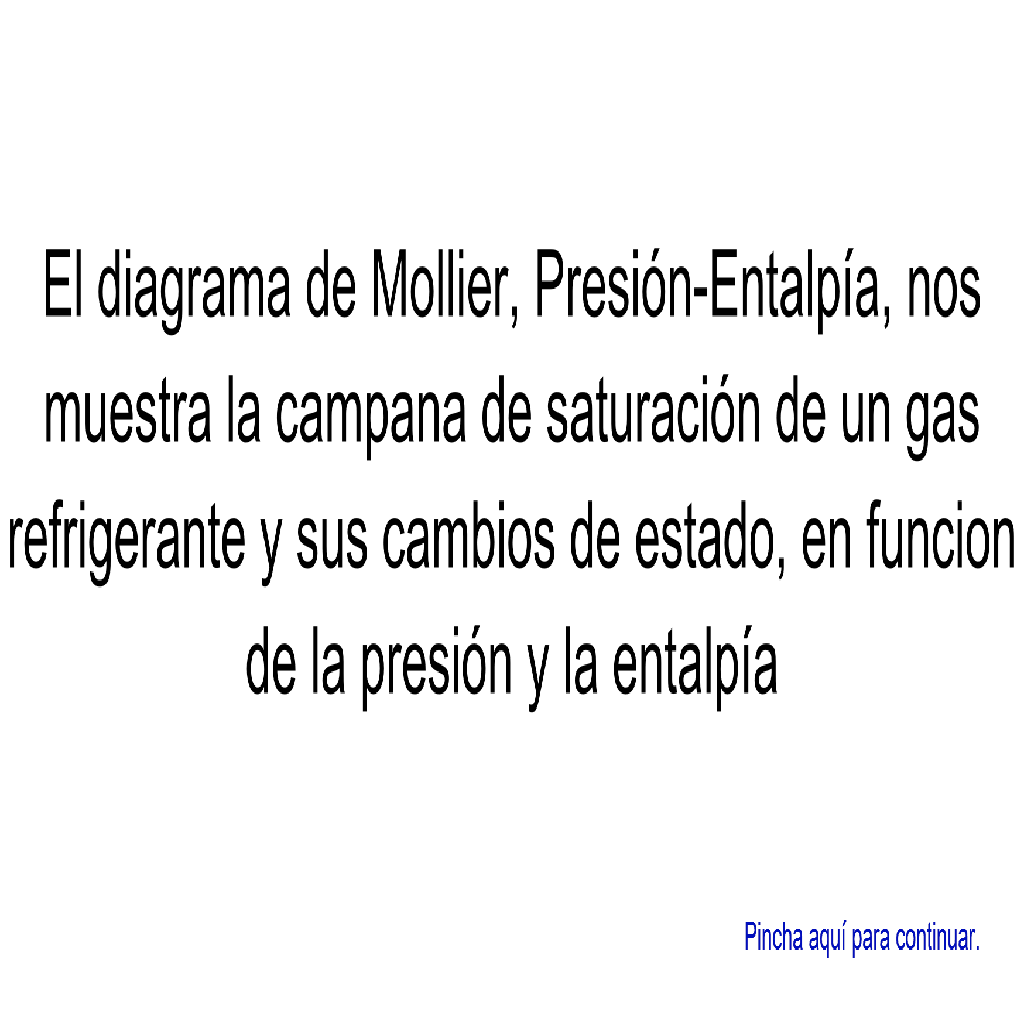 El diagrama de Mollier, Presión-Entalpía, nos
muestra la campana de saturación de un gas
refrigerante y sus cambios de estado, en funcion
de la presión y la entalpía
Pincha aquí para continuar.